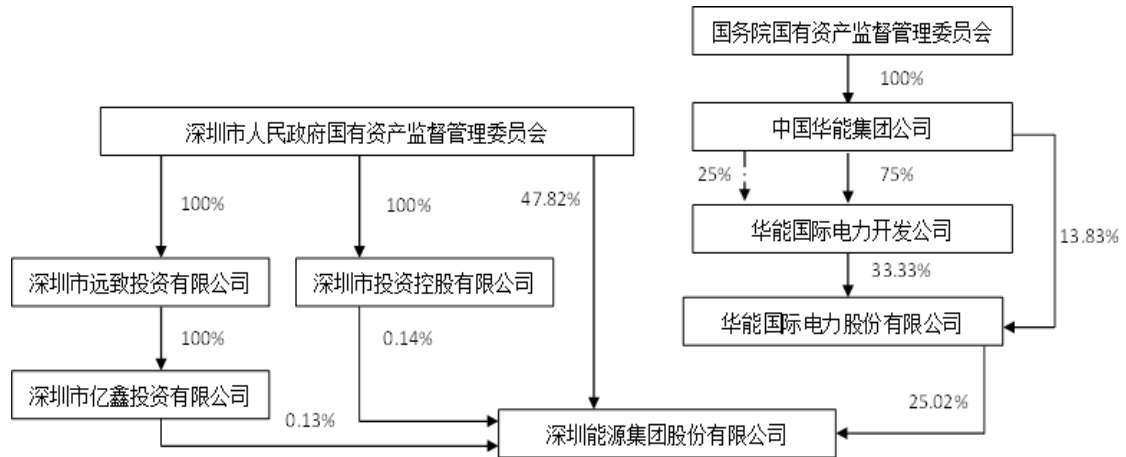 国务院国有资产监督管理委员会
100%
深圳市人民政府国有资产监督管理委员会
中国华能集团公司
25%
75%
100%
100%
47.82%
华能国际电力开发公司
13.83%
33.33%
深圳市远致投资有限公司
深圳市投资控股有限公司
华能国际电力股份有限公司
100%
0.14%
深圳市亿鑫投资有限公司
25.02%
0.13%
深圳能源集团股份有限公司